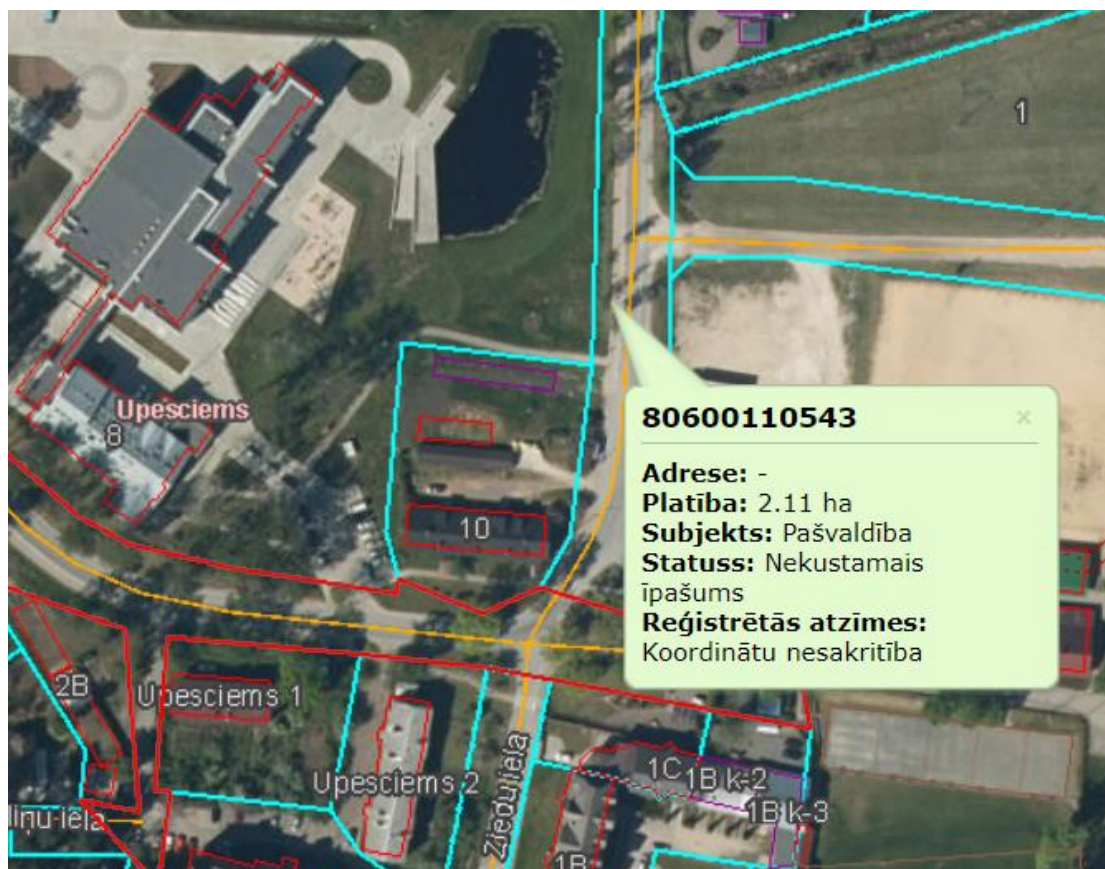 1
Upesciems
8
80600110543 ×
Adrese: -
Platība: 2.11 ha
Subjekts: Pašvaldība
Statuss: Nekustamais
īpašums
Reģistrētās atzīmes:
Koordinātu nesakritība
10
2B
Upesciems 1
Upesciems 2
Ziedu iela
1C
1B k-2
1B k-3
iela
1B